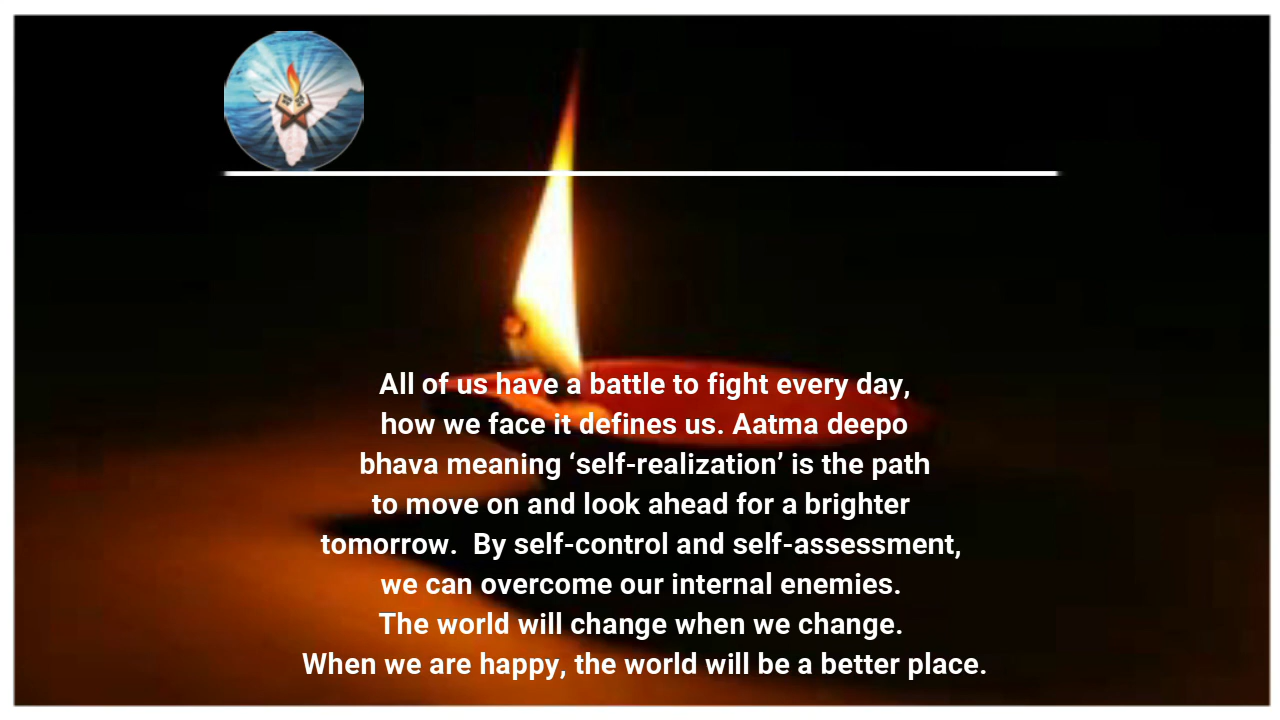 All of us have a battle to fight every day,
how we face it defines us. Aatma deepo
bhava meaning ‘self-realization’ is the path
to move on and look ahead for a brighter
tomorrow.  By self-control and self-assessment,
we can overcome our internal enemies.
The world will change when we change.
When we are happy, the world will be a better place.